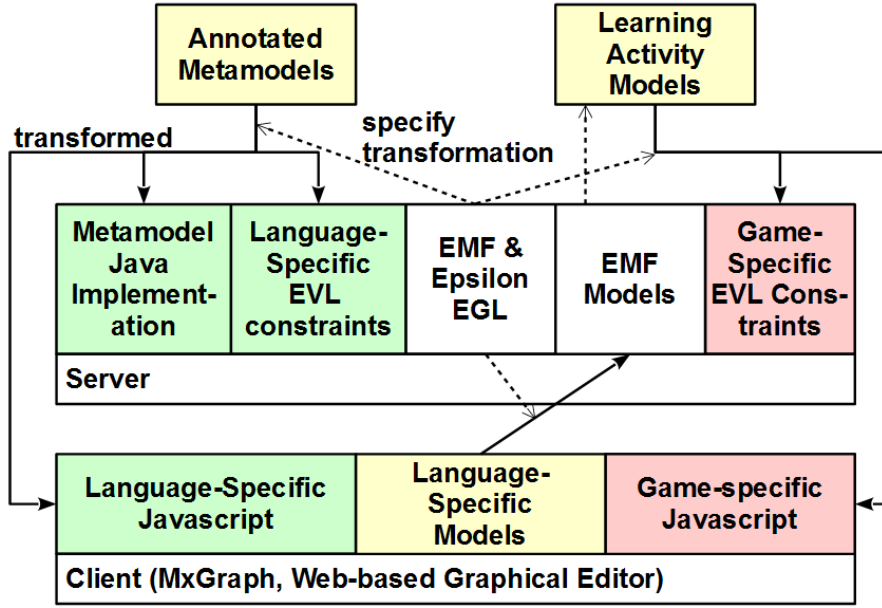 Annotated
Metamodels
Learning
Activity
Models
transformed
specify
transformation
Metamodel
Java
Implement-
ation
Language-
Specific
EVL
constraints
EMF &
Epsilon
EGL
EMF
Models
Game-
Specific
EVL Cons-
traints
Server
Language-Specific
Javascript
Language-
Specific
Models
Game-specific
Javascript
Client (MxGraph, Web-based Graphical Editor)